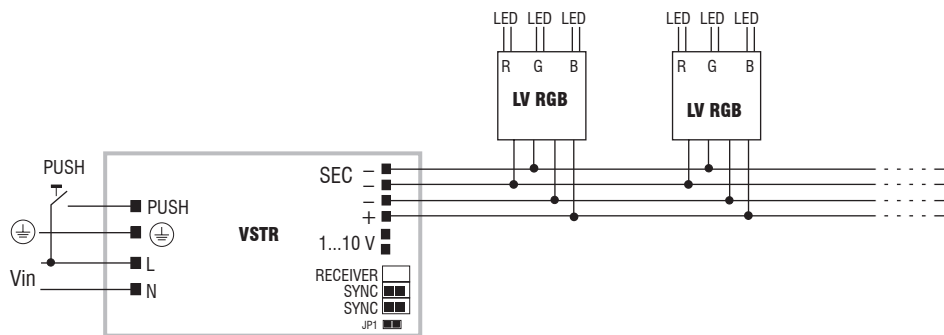 LED LED LED LED LED LED
R G B R G B
LV RGB LV RGB
PUSH
SEC –
–
PUSH –
VSTR +
1...10 V
Vin L
RECEIVER
N SYNC
SYNC
JP1